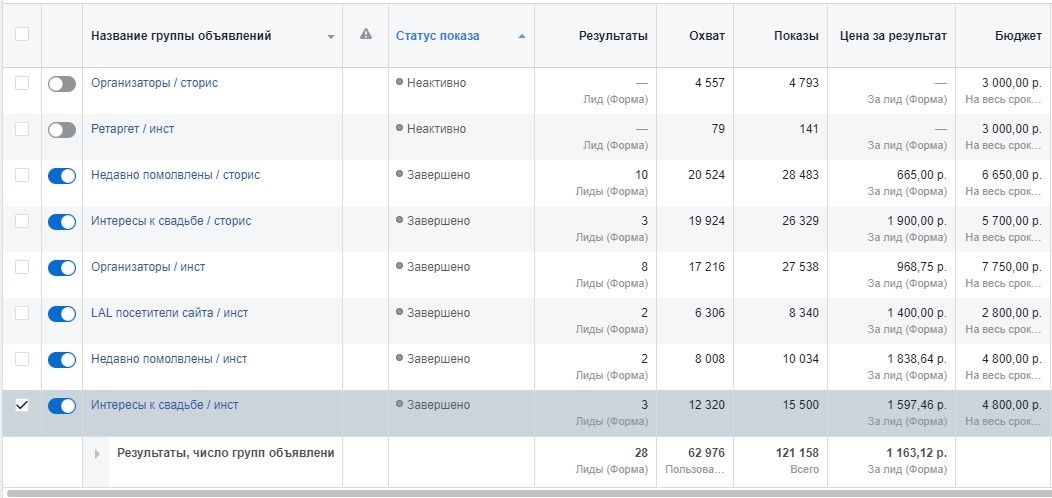 Название группы объявлений Статус показа Результаты Охват Показы Цена за результат Бюджет
Организаторы / сторис Неактивно — 4 557 4 793 — 3 000,00 р.
Лид (Форма) За лид (Форма) На весь срок...
Ретаргет / инст Неактивно — 79 141 — 3 000,00 р.
Лид (Форма) За лид (Форма) На весь срок...
Недавно помолвлены / сторис Завершено 10 20 524 28 483 665,00 р. 6 650,00 р.
Лиды (Форма) За лид (Форма) На весь срок...
Интересы к свадьбе / сторис Завершено 3 19 924 26 329 1 900,00 р. 5 700,00 р.
Лиды (Форма) За лид (Форма) На весь срок...
Организаторы / инст Завершено 8 17 216 27 538 968,75 р. 7 750,00 р.
Лиды (Форма) За лид (Форма) На весь срок...
LAL посетители сайта / инст Завершено 2 6 306 8 340 1 400,00 р. 2 800,00 р.
Лиды (Форма) За лид (Форма) На весь срок...
Недавно помолвлены / инст Завершено 2 8 008 10 034 1 838,64 р. 4 800,00 р.
Лиды (Форма) За лид (Форма) На весь срок...
Интересы к свадьбе / инст Завершено 3 12 320 15 500 1 597,46 р. 4 800,00 р.
Лиды (Форма) За лид (Форма) На весь срок...
Результаты, число групп объявлени 28 62 976 121 158 1 163,12 р.
Лиды (Форма) Пользова... Всего За лид (Форма)